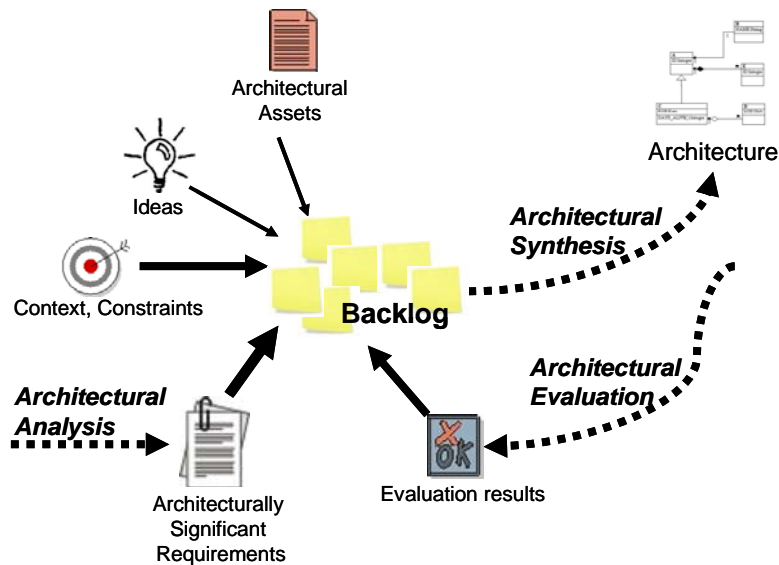 Architectural
Assets
Ideas
Context, Constraints
Architectural
Analysis
Architecturally
Significant
Requirements
Backlog
Evaluation results
X
OK
Architectural
Synthesis
Architectural
Evaluation
Architecture